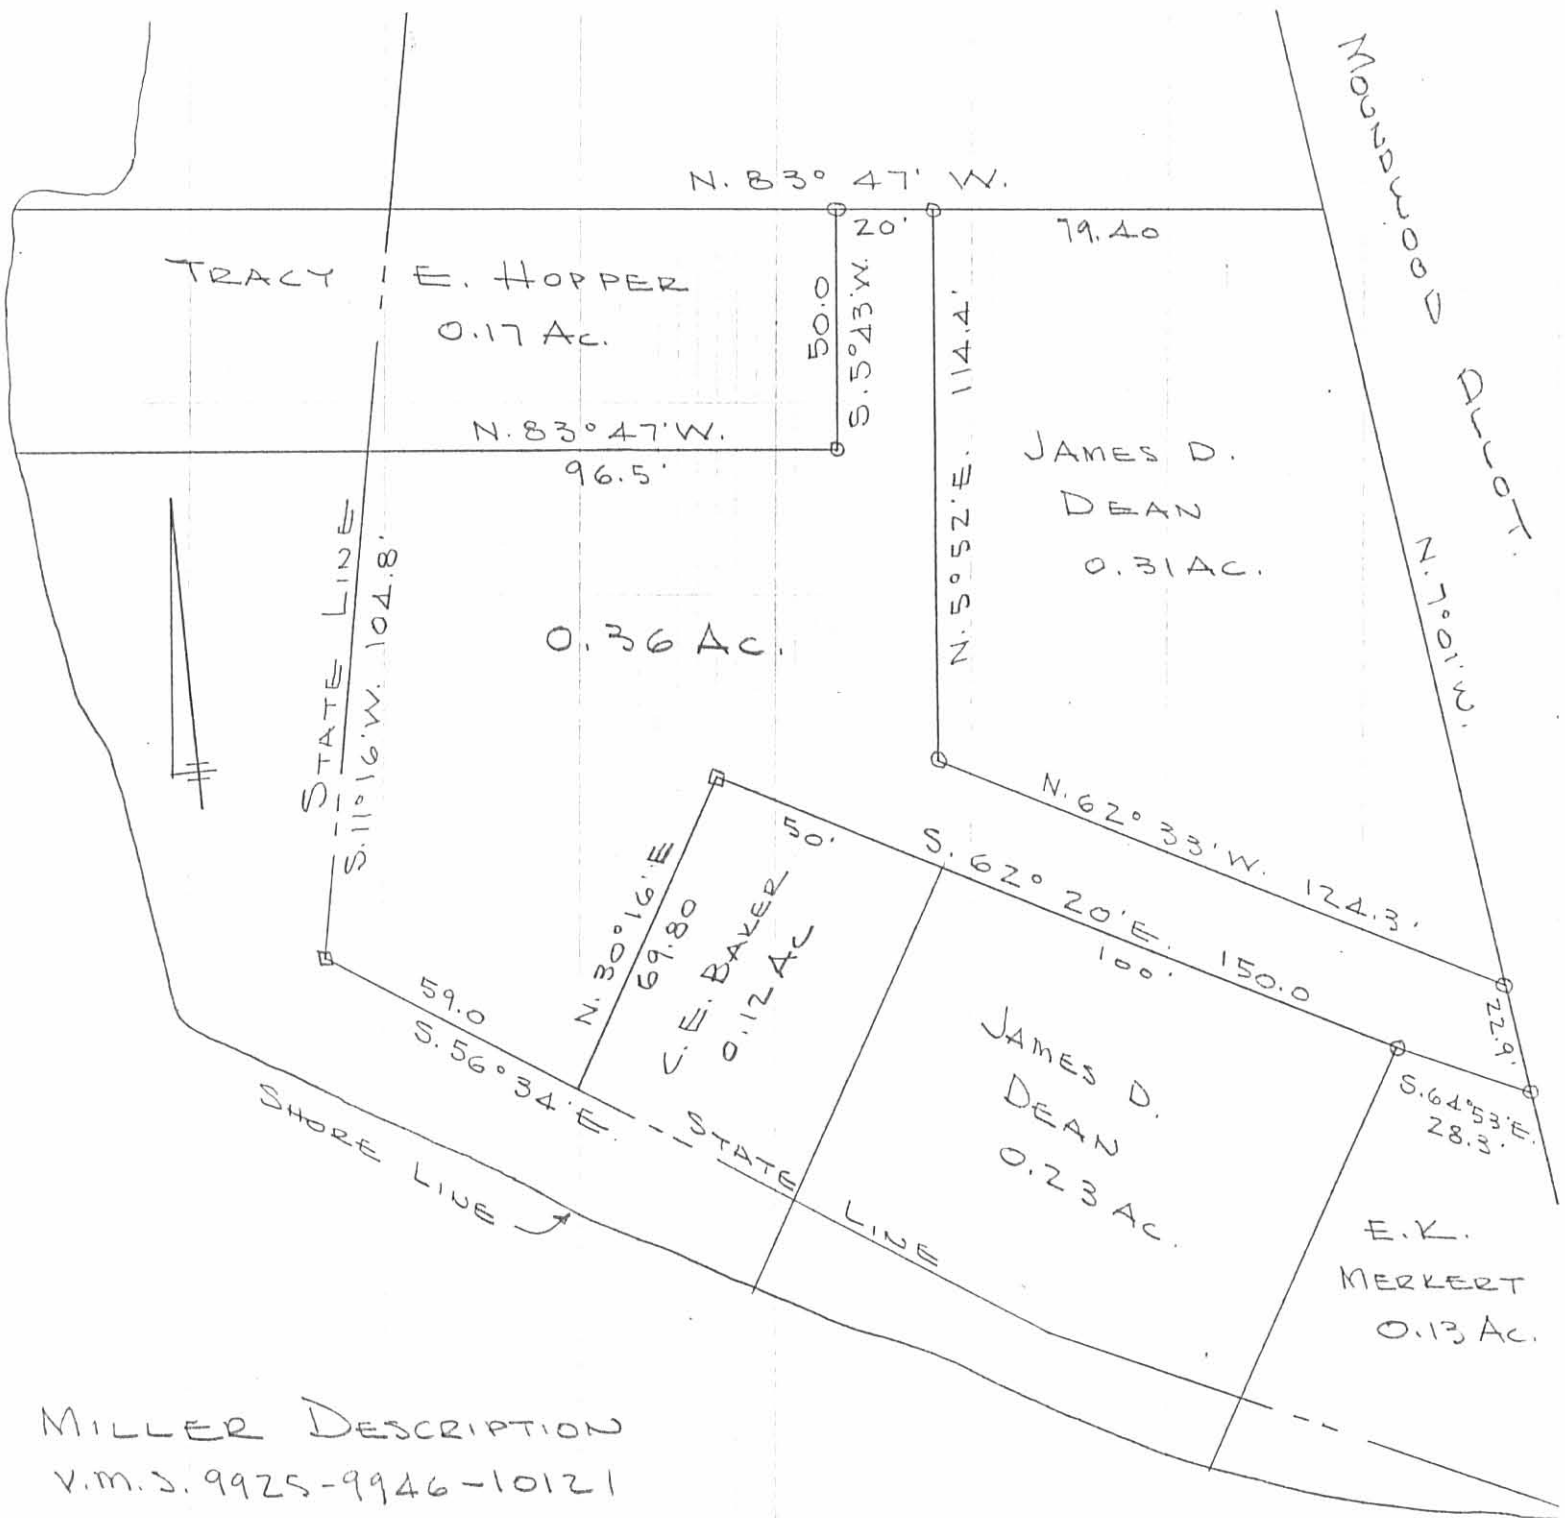 MOUNDWOOD ALLOT.
N. 83° 47' W.
20'
79.40
TRACY E. HOPPER
0.17 Ac.
50.0
S. 5° 43' W.
N. 83° 47' W.
96.5'
N. 5° 52' E. 114.4'
JAMES D.
DEAN
0.31 AC.
N. 7° 01' W.
STATE LINE
S. 11° 16' W. 104.8'
0.36 Ac.
N. 62° 33' W. 124.3'
50'
S. 62° 20' E. 150.0
100'
22.9'
S. 64° 53' E.
28.3'
N. 30° 16' E
69.80
C. E. BAKER
0.12 Ac
59.0
S. 56° 34' E.
JAMES D.
DEAN
0.23 Ac.
STATE LINE
SHORE LINE
E. K.
MERKERT
0.13 Ac.
MILLER DESCRIPTION
V.M.S. 9925-9946-10121